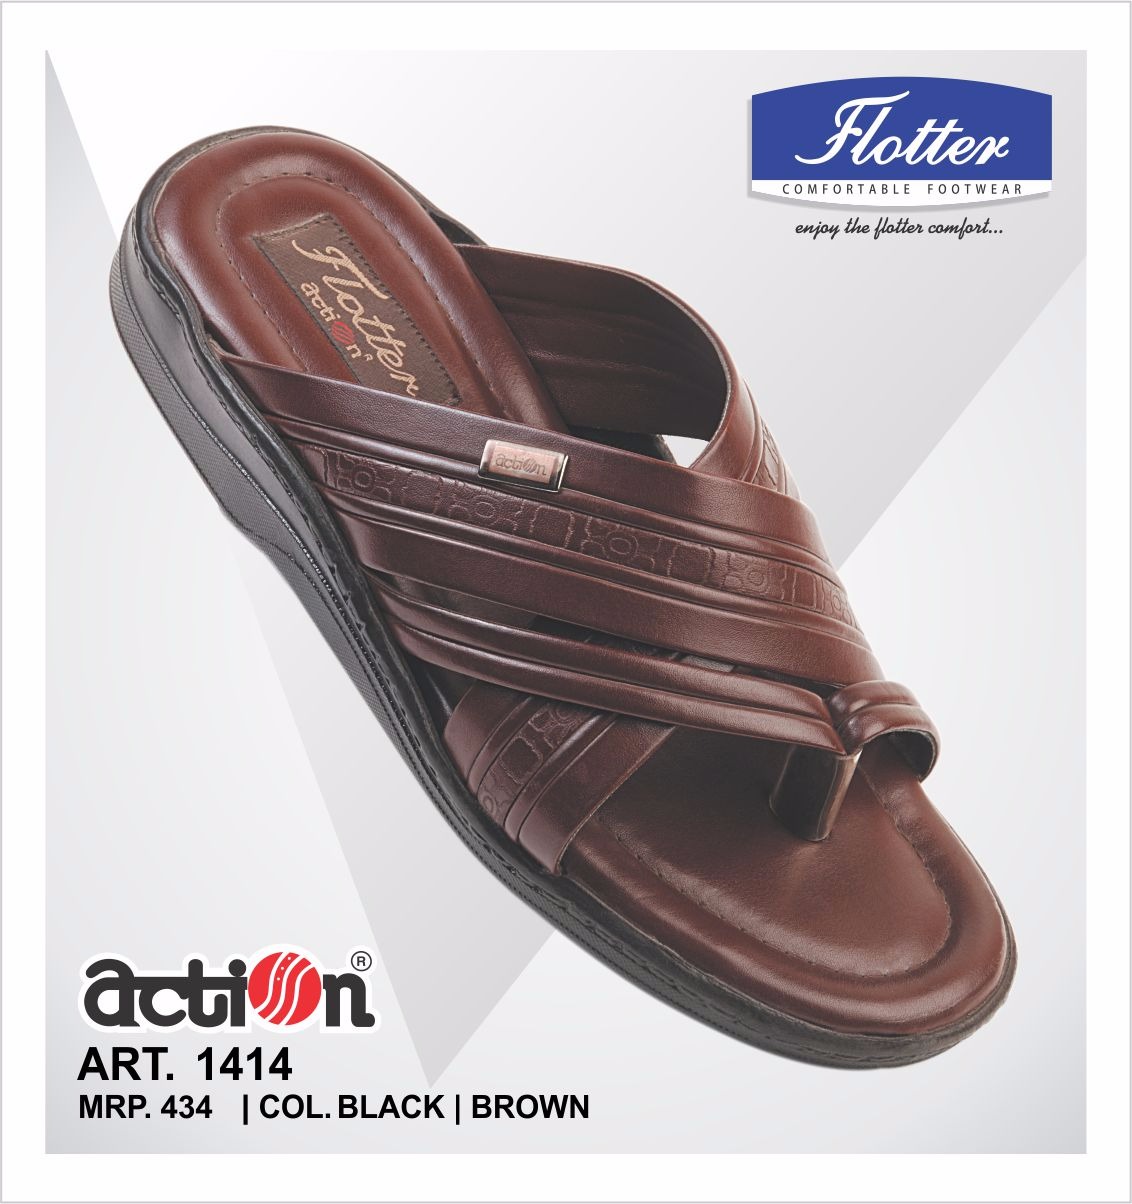 Flotter
COMFORTABLE FOOTWEAR
enjoy the flotter comfort...
Flotter
action R
action
action®
ART. 1414
MRP. 434 | COL. BLACK | BROWN